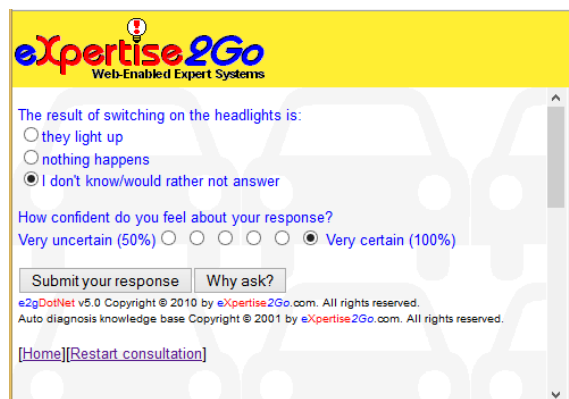 eXpertise2Go
Web-Enabled Expert Systems
The result of switching on the headlights is:
they light up
nothing happens
I don't know/would rather not answer
How confident do you feel about your response?
Very uncertain (50%) Very certain (100%)
Submit your response Why ask?
e2gDotNet v5.0 Copyright © 2010 by eXpertise2Go.com. All rights reserved.
Auto diagnosis knowledge base Copyright © 2001 by eXpertise2Go.com. All rights reserved.
[Home][Restart consultation]